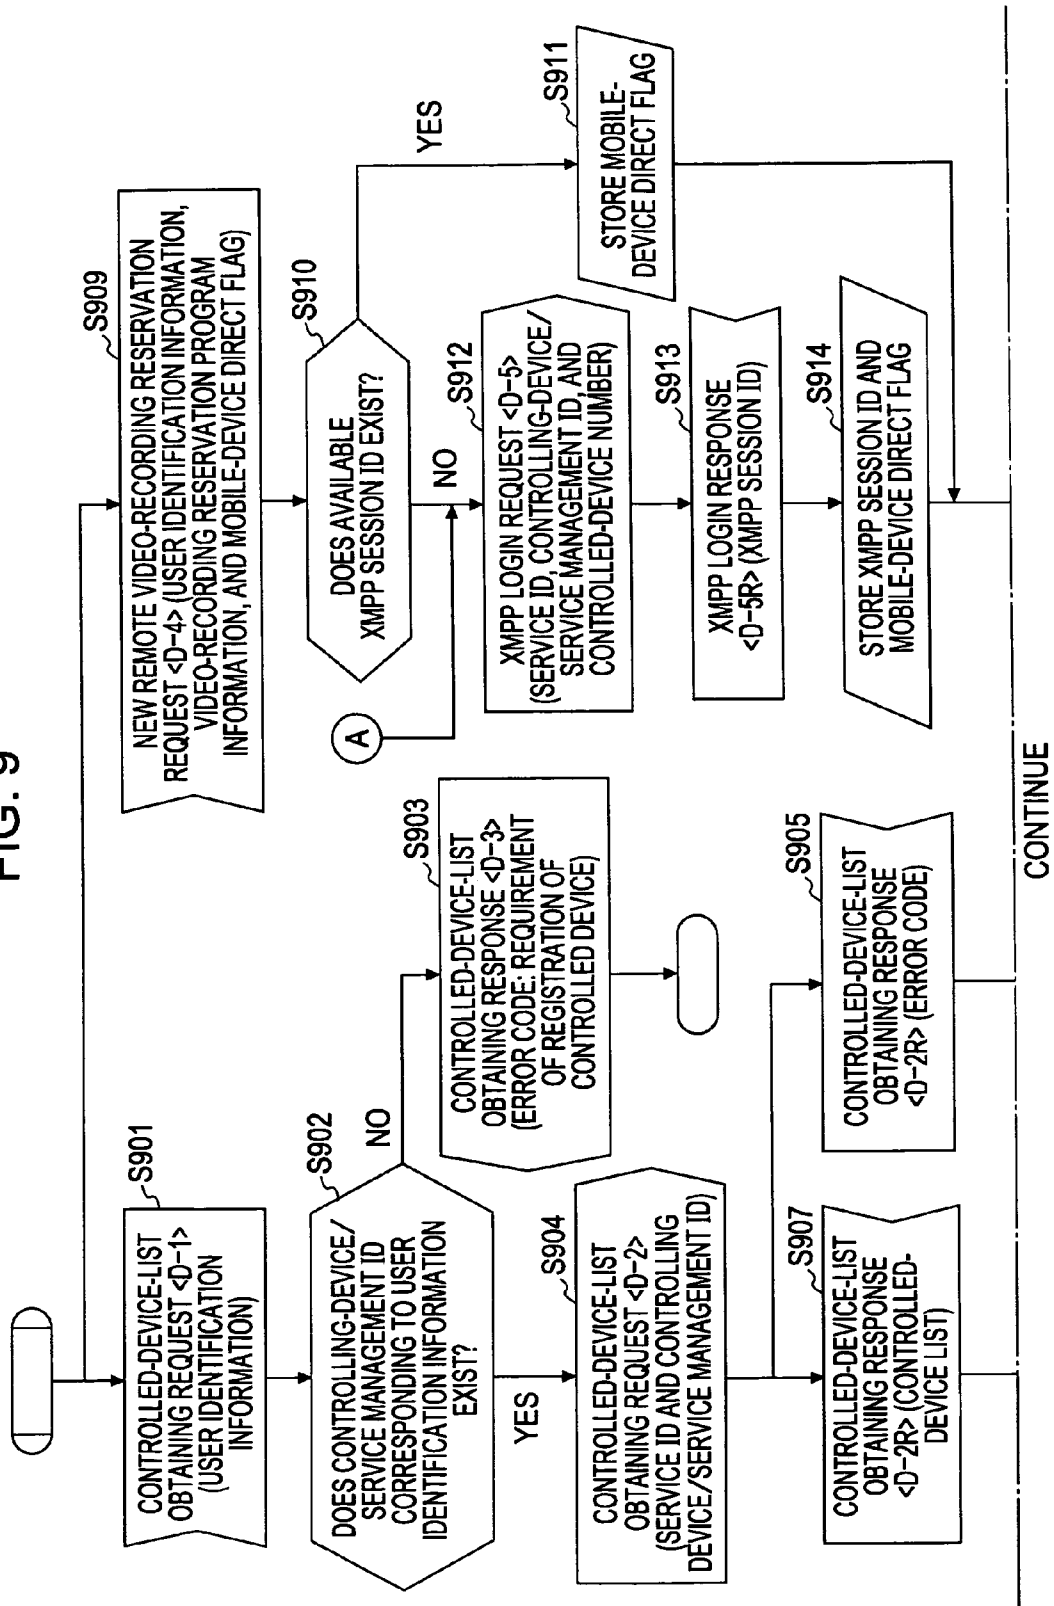 FIG. 9
S901
CONTROLLED-DEVICE-LIST
OBTAINING REQUEST <D-1>
(USER IDENTIFICATION
INFORMATION)
S902
DOES CONTROLLING-DEVICE/
SERVICE MANAGEMENT ID
CORRESPONDING TO USER
IDENTIFICATION INFORMATION
EXIST?
NO
YES
S903
CONTROLLED-DEVICE-LIST
OBTAINING RESPONSE <D-3>
(ERROR CODE: REQUIREMENT
OF REGISTRATION OF
CONTROLLED DEVICE)
S904
CONTROLLED-DEVICE-LIST
OBTAINING REQUEST <D-2>
(SERVICE ID AND CONTROLLING
DEVICE/SERVICE MANAGEMENT ID)
S907
CONTROLLED-DEVICE-LIST
OBTAINING RESPONSE
<D-2R> (CONTROLLED-
DEVICE LIST)
S905
CONTROLLED-DEVICE-LIST
OBTAINING RESPONSE
<D-2R> (ERROR CODE)
S909
NEW REMOTE VIDEO-RECORDING RESERVATION
REQUEST <D-4> (USER IDENTIFICATION INFORMATION,
VIDEO-RECORDING RESERVATION PROGRAM
INFORMATION, AND MOBILE-DEVICE DIRECT FLAG)
S910
DOES AVAILABLE
XMPP SESSION ID EXIST?
YES
NO
A
S911
STORE MOBILE-
DEVICE DIRECT FLAG
S912
XMPP LOGIN REQUEST <D-5>
(SERVICE ID, CONTROLLING-DEVICE/
SERVICE MANAGEMENT ID, AND
CONTROLLED-DEVICE NUMBER)
S913
XMPP LOGIN RESPONSE
<D-5R> (XMPP SESSION ID)
S914
STORE XMPP SESSION ID AND
MOBILE-DEVICE DIRECT FLAG
CONTINUE